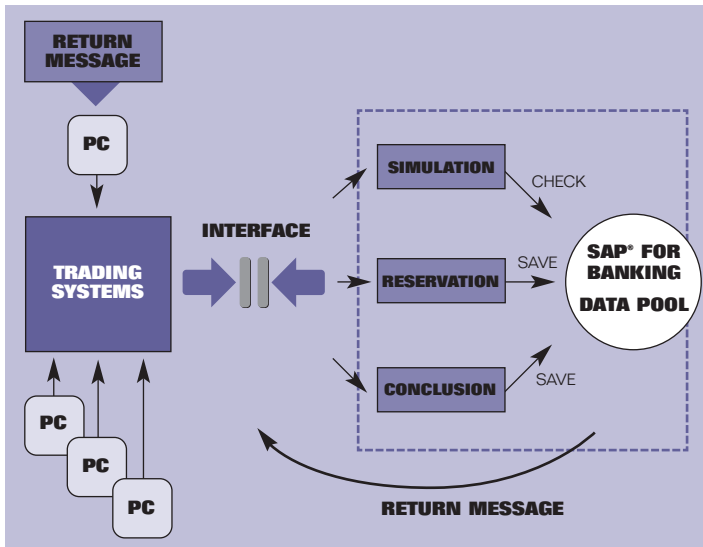 RETURN
MESSAGE
PC
TRADING
SYSTEMS
PC
PC
PC
INTERFACE
SIMULATION
CHECK
RESERVATION
SAVE
CONCLUSION
SAVE
SAP® FOR
BANKING
DATA POOL
RETURN MESSAGE